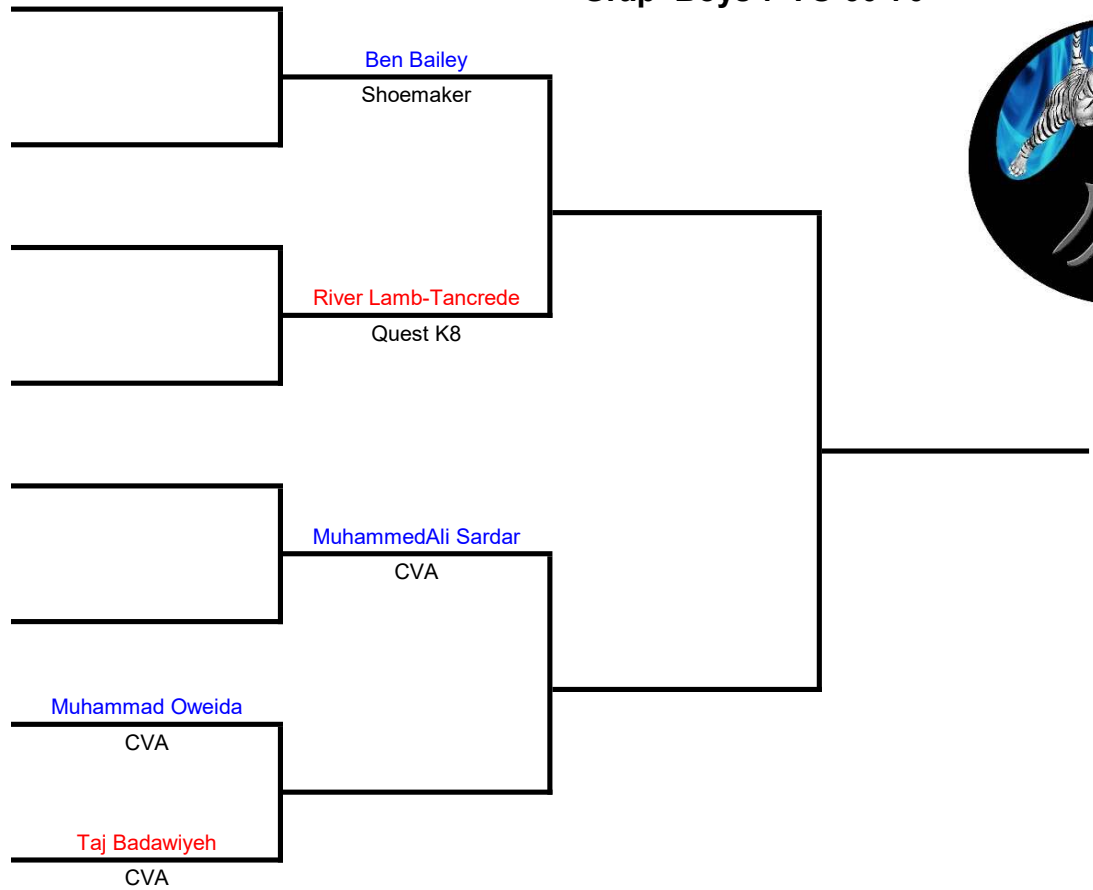 Ben Bailey
Shoemaker
River Lamb-Tancrede
Quest K8
MuhammedAli Sardar
CVA
Muhammad Oweida
CVA
Taj Badawiyeh
CVA